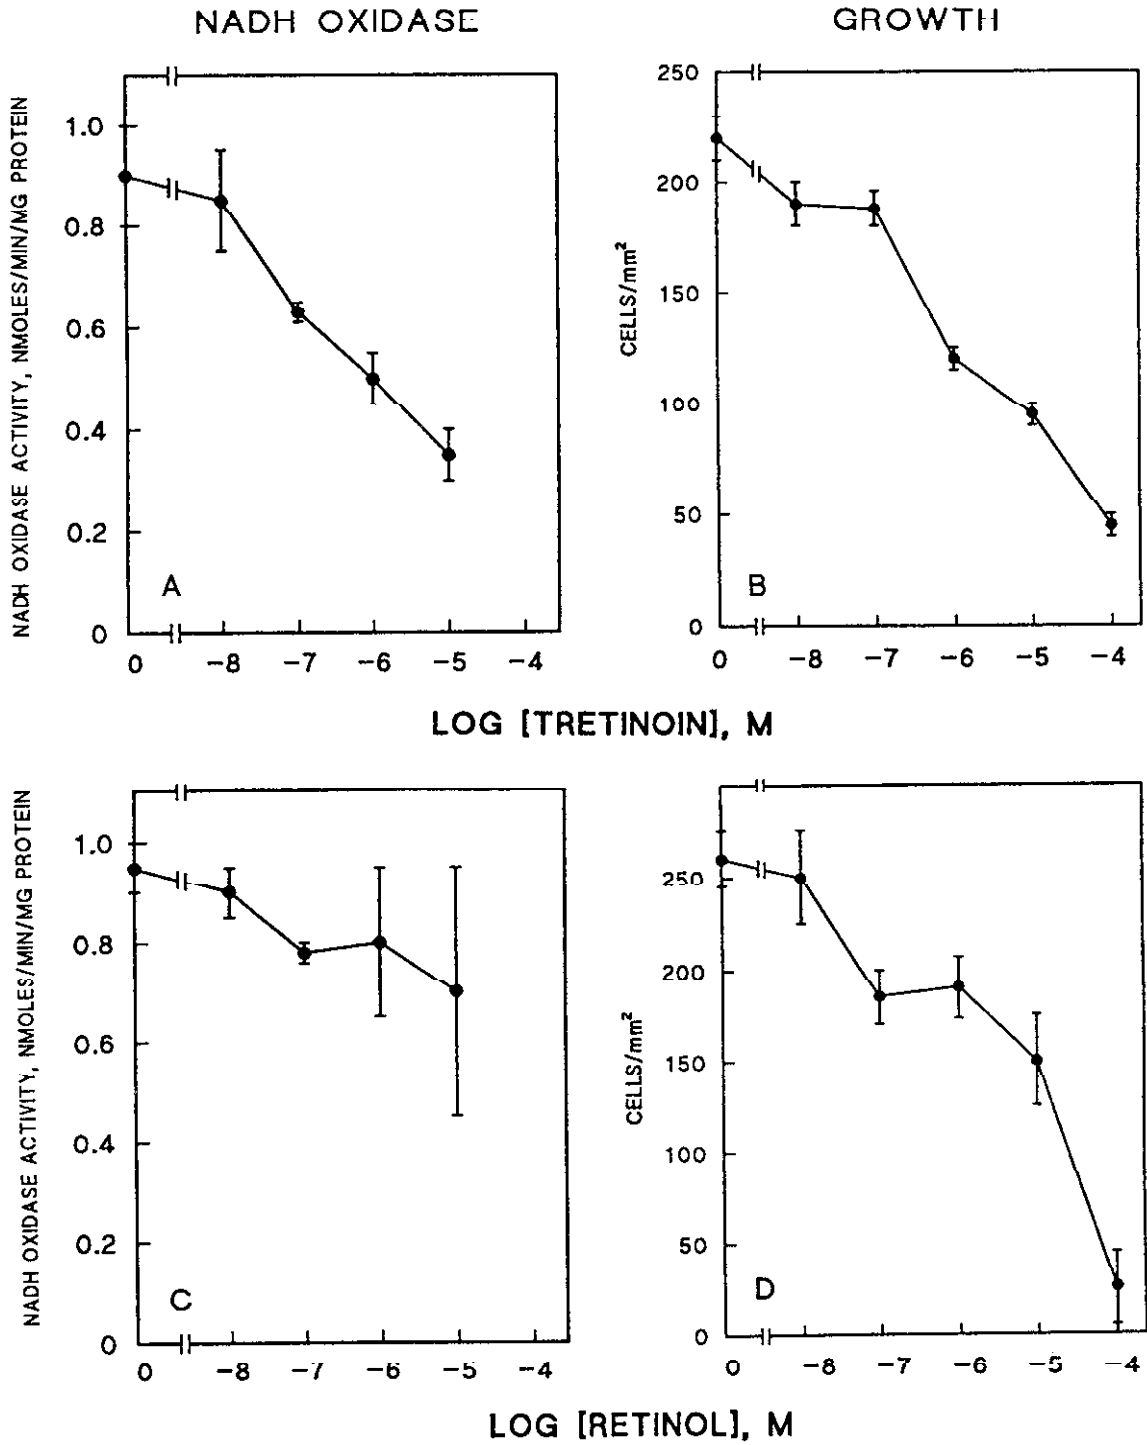 NADH OXIDASE
GROWTH
NADH OXIDASE ACTIVITY, NMOLES/MIN/MG PROTEIN
1.0
0.8
0.6
0.4
0.2
0
A
0 −8 −7 −6 −5 −4
CELLS/mm²
250
200
150
100
50
0
B
0 −8 −7 −6 −5 −4
LOG [TRETINOIN], M
NADH OXIDASE ACTIVITY, NMOLES/MIN/MG PROTEIN
1.0
0.8
0.6
0.4
0.2
0
C
0 −8 −7 −6 −5 −4
CELLS/mm²
250
200
150
100
50
0
D
0 −8 −7 −6 −5 −4
LOG [RETINOL], M